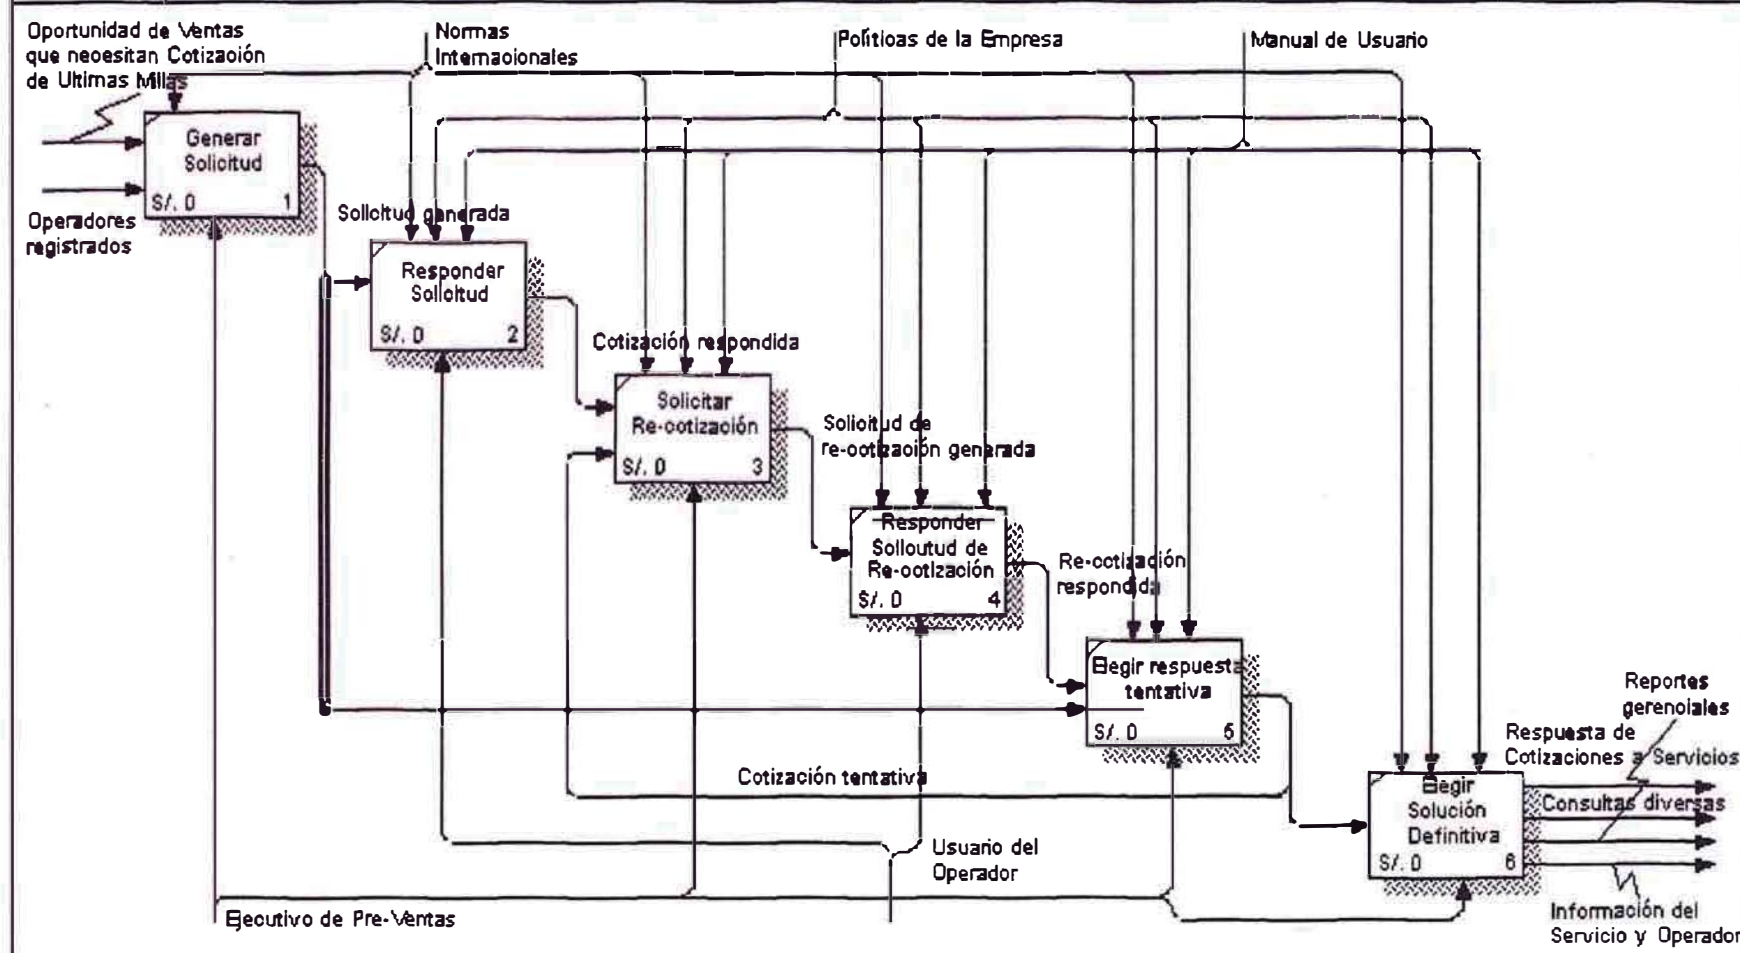 Oportunidad de Ventas
que necesitan Cotización
de Ultimas Millas
Normas
Internacionales
Políticas de la Empresa
Manual de Usuario
Generar
Solicitud
S/. 0 1
Operadores
registrados
Solicitud generada
Responder
Solicitud
S/. 0 2
Cotización respondida
Solicitar
Re-cotización
S/. 0 3
Solicitud de
re-cotización generada
Responder
Soloutud de
Re-cotización
S/. 0 4
Re-cotización
respondida
Elegir respuesta
tentativa
S/. 0 5
Reportes
gerenciales
Respuesta de
Cotizaciones a Servicios
Cotización tentativa
Elegir
Solución
Definitiva
S/. 0 6
Consultas diversas
Usuario del
Operador
Ejecutivo de Pre-Ventas
Información del
Servicio y Operador